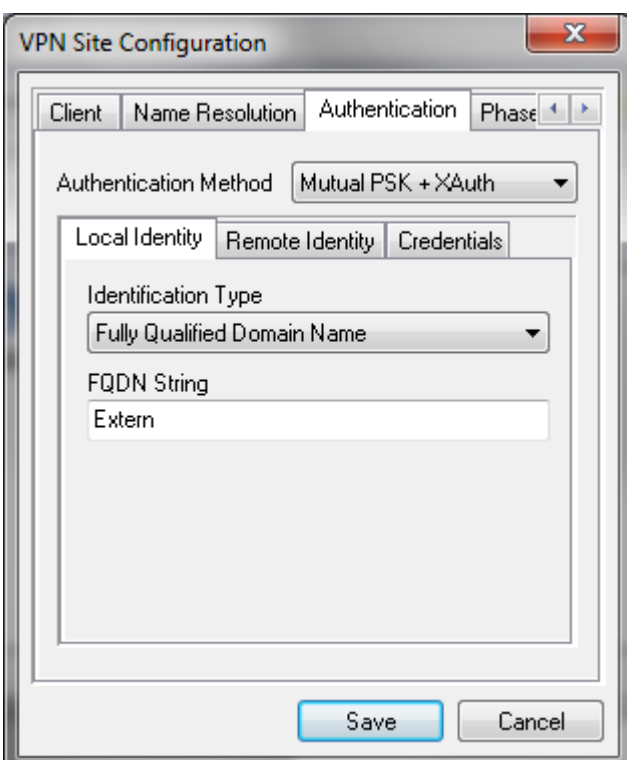 VPN Site Configuration
Client Name Resolution Authentication Phase
Authentication Method Mutual PSK + XAuth
Local Identity Remote Identity Credentials
Identification Type
Fully Qualified Domain Name
FQDN String
Extern
Save Cancel